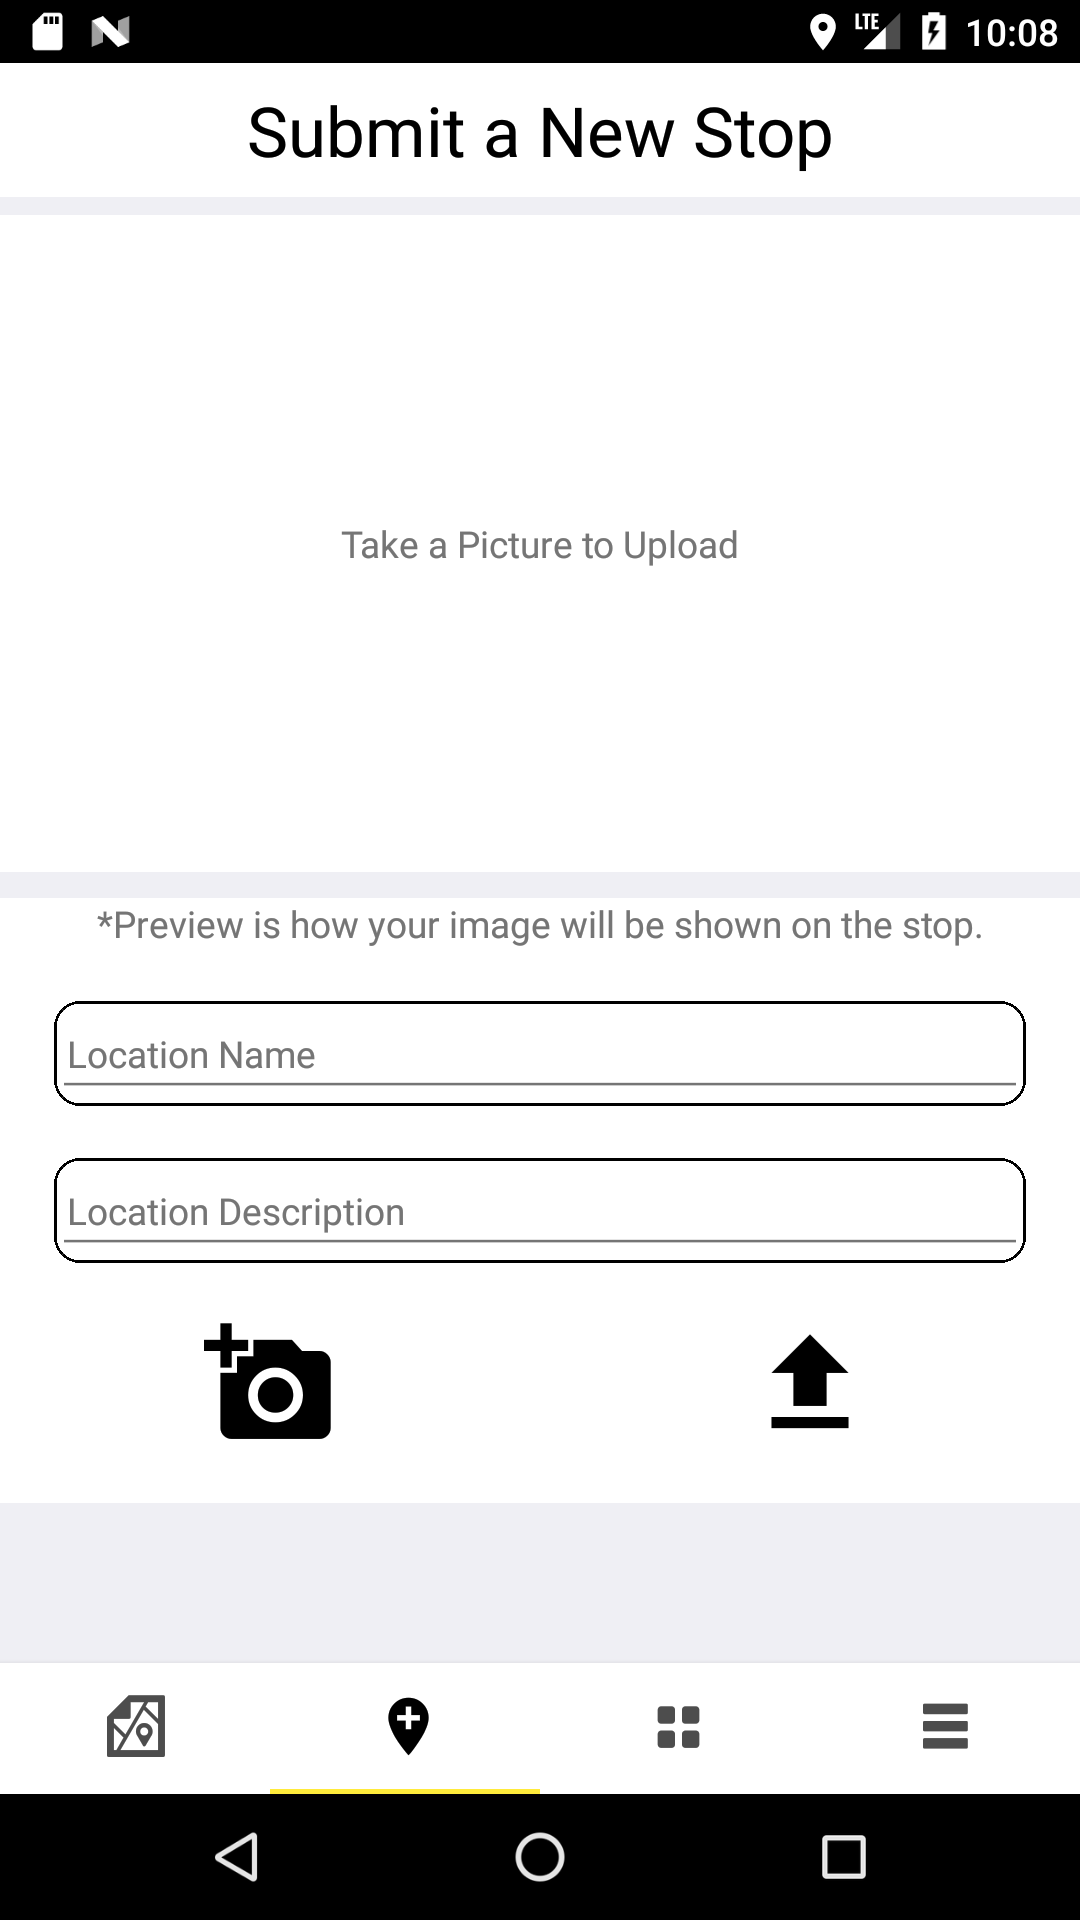 LTE 10:08
Submit a New Stop
Take a Picture to Upload
*Preview is how your image will be shown on the stop.
Location Name
Location Description